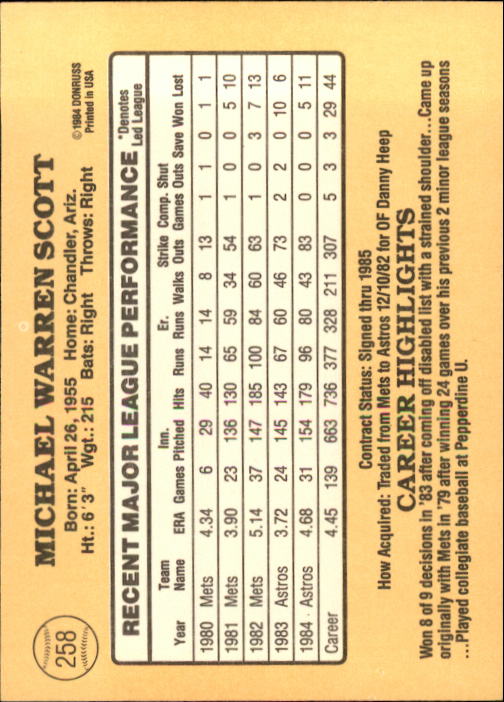 258
MICHAEL WARREN SCOTT
©1984 DONRUSS
Printed in USA
Born: April 26, 1955 Home: Chandler, Ariz.
Ht.: 6' 3" Wgt.: 215 Bats: Right Throws: Right
RECENT MAJOR LEAGUE PERFORMANCE *Denotes Led League
Year Team Name ERA Games Inn. Pitched Hits Runs Er. Runs Walks Strike Outs Comp. Games Shut Outs Save Won Lost
1980 Mets 4.34 6 29 40 14 14 8 13 1 1 0 1 1
1981 Mets 3.90 23 136 130 65 59 34 54 1 0 0 5 10
1982 Mets 5.14 37 147 185 100 84 60 63 1 0 3 7 13
1983 Astros 3.72 24 145 143 67 60 46 73 2 2 0 10 6
1984 Astros 4.68 31 154 179 96 80 43 83 0 0 0 5 11
Career 4.45 139 663 736 377 328 211 307 5 3 3 29 44
Contract Status: Signed thru 1985
How Acquired: Traded from Mets to Astros 12/10/82 for OF Danny Heep
CAREER HIGHLIGHTS
Won 8 of 9 decisions in '83 after coming off disabled list with a strained shoulder...Came up
originally with Mets in '79 after winning 24 games over his previous 2 minor league seasons
...Played collegiate baseball at Pepperdine U.